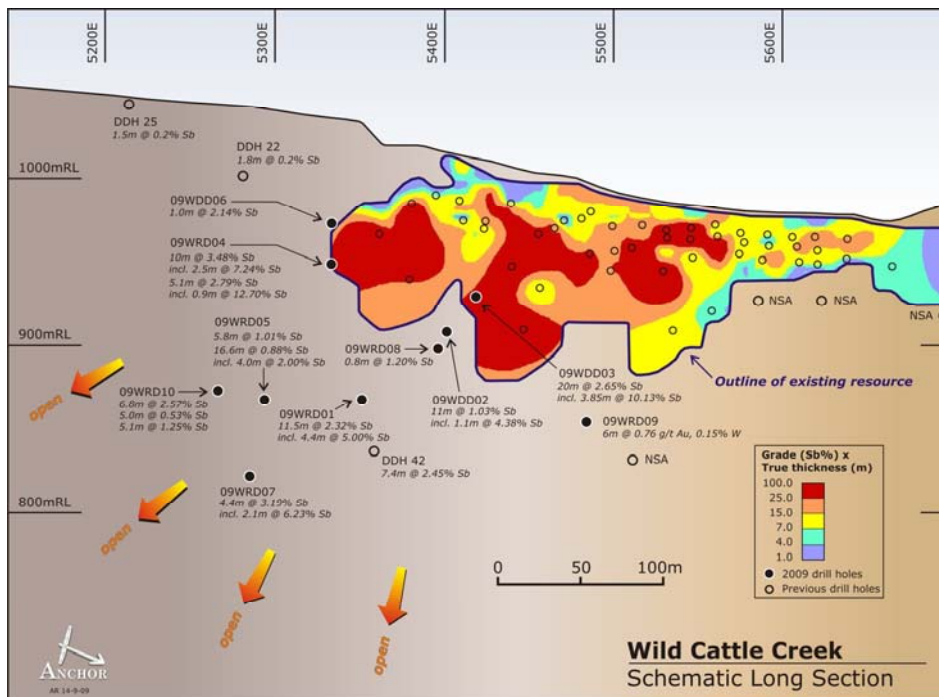 5200E
5300E
5400E
5500E
5600E
DDH 25
1.5m @ 0.2% Sb
DDH 22
1.8m @ 0.2% Sb
1000mRL
09WDD06
1.0m @ 2.14% Sb
09WRD04
10m @ 3.48% Sb
incl. 2.5m @ 7.24% Sb
5.1m @ 2.79% Sb
incl. 0.9m @ 12.70% Sb
NSA
NSA
NSA
09WRD05
5.8m @ 1.01% Sb
16.6m @ 0.88% Sb
incl. 4.0m @ 2.00% Sb
900mRL
09WRD08
0.8m @ 1.20% Sb
09WDD03
20m @ 2.65% Sb
incl. 3.85m @ 10.13% Sb
Outline of existing resource
09WRD10
6.0m @ 2.57% Sb
5.0m @ 0.53% Sb
5.1m @ 1.25% Sb
09WRD01
11.5m @ 2.32% Sb
incl. 4.4m @ 5.00% Sb
09WDD02
11m @ 1.03% Sb
incl. 1.1m @ 4.38% Sb
09WRD09
6m @ 0.76 g/t Au, 0.15% W
open
DDH 42
7.4m @ 2.45% Sb
NSA
09WRD07
4.4m @ 3.19% Sb
incl. 2.1m @ 6.23% Sb
800mRL
open
open
open
0 50 100m
Grade (Sb%) x
True thickness (m)
100.0
25.0
15.0
7.0
4.0
1.0
2009 drill holes
Previous drill holes
Wild Cattle Creek
Schematic Long Section
ANCHOR
AR 14-9-09